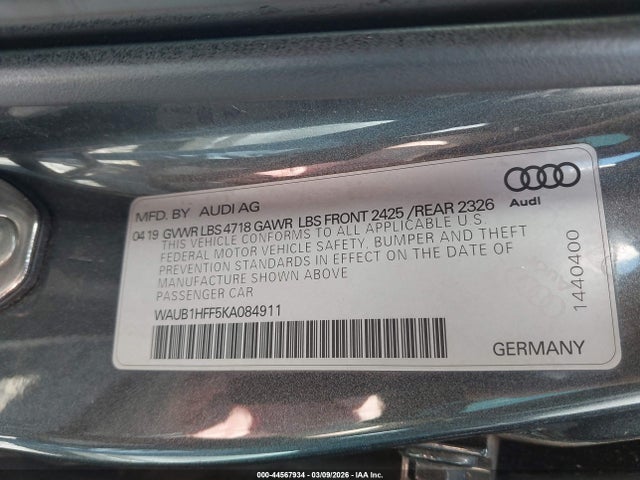 MFD. BY AUDI AG
04 19 GVWR LBS 4718 GAWR LBS FRONT 2425 /REAR 2326
THIS VEHICLE CONFORMS TO ALL APPLICABLE U.S.
FEDERAL MOTOR VEHICLE SAFETY, BUMPER AND THEFT
PREVENTION STANDARDS IN EFFECT ON THE DATE OF
MANUFACTURE SHOWN ABOVE
PASSENGER CAR
WAUB1HFF5KA084911
Audi
1440400
GERMANY
000-44567934 | 03/09/2026 | IAA Inc.